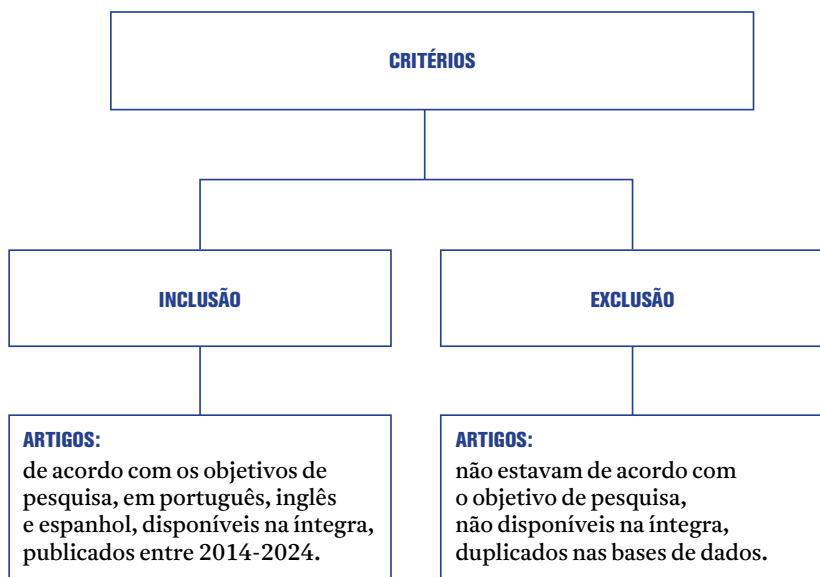 CRITÉRIOS
INCLUSÃO
EXCLUSÃO
ARTIGOS:
de acordo com os objetivos de
pesquisa, em português, inglês
e espanhol, disponíveis na íntegra,
publicados entre 2014-2024.
ARTIGOS:
não estavam de acordo com
o objetivo de pesquisa,
não disponíveis na íntegra,
duplicados nas bases de dados.